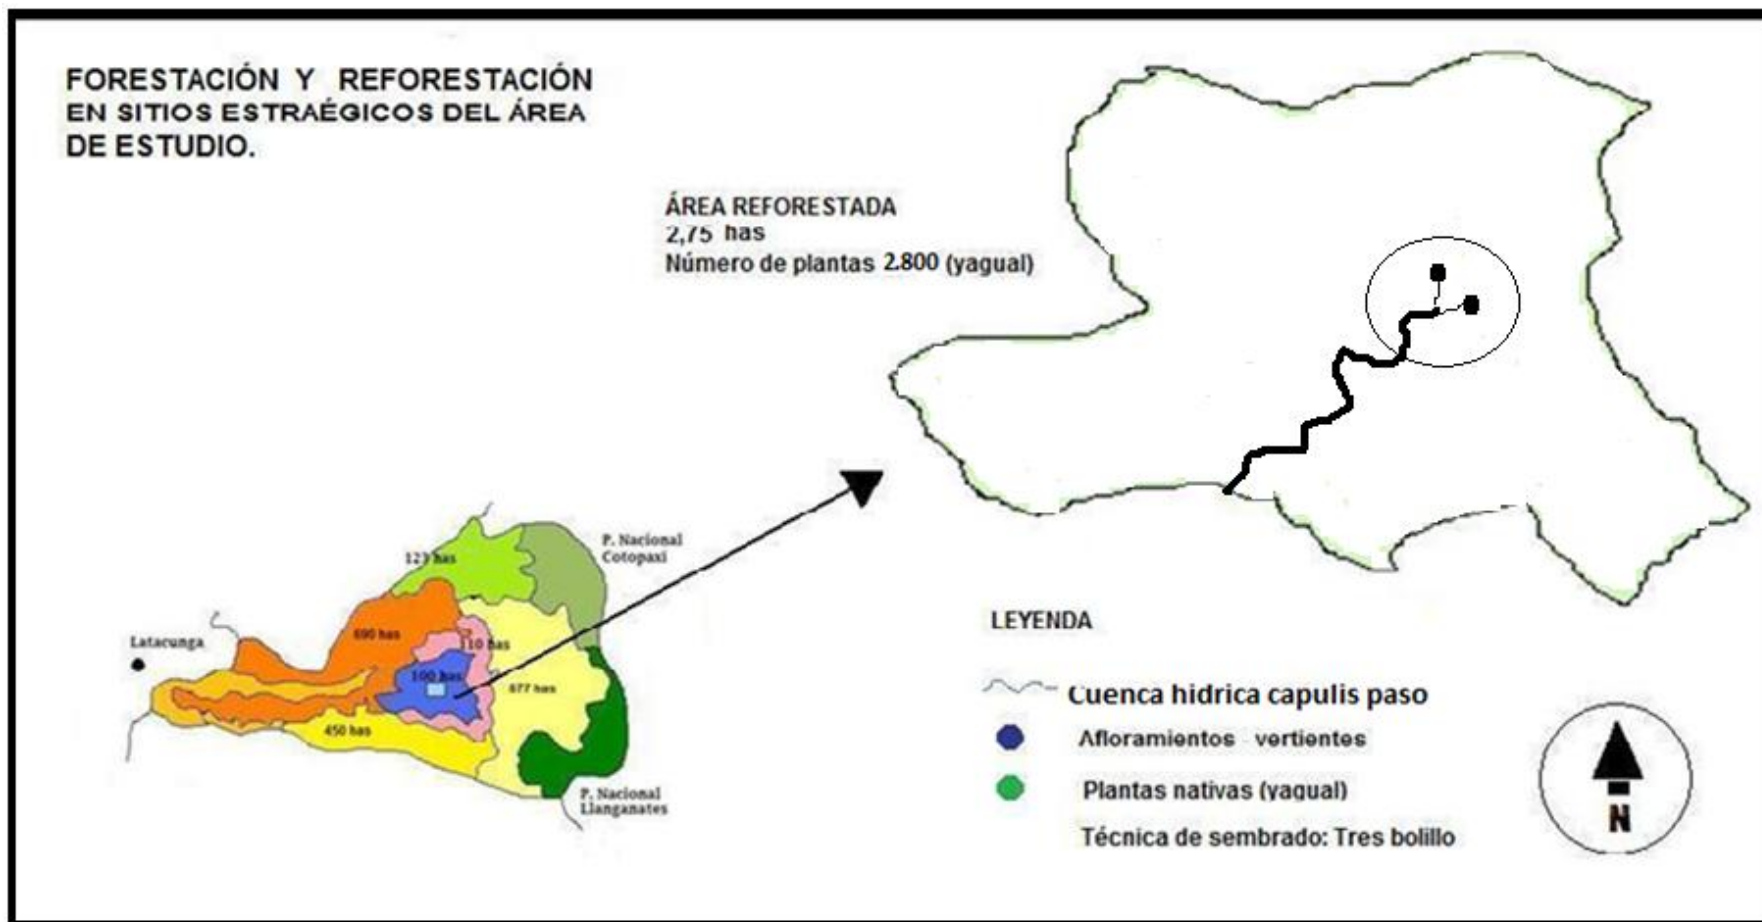 FORESTACIÓN Y REFORESTACIÓN
EN SITIOS ESTRAÉGICOS DEL ÁREA
DE ESTUDIO.
ÁREA REFORESTADA
2,75 has
Número de plantas 2.800 (yagual)
P. Nacional
Cotopaxi
123 has
690 has
110 has
Latacunga
100 has
677 has
450 has
P. Nacional
Llanganates
LEYENDA
Cuenca hídrica capulis paso
Afloramientos - vertientes
Plantas nativas (yagual)
Técnica de sembrado: Tres bolillo
N